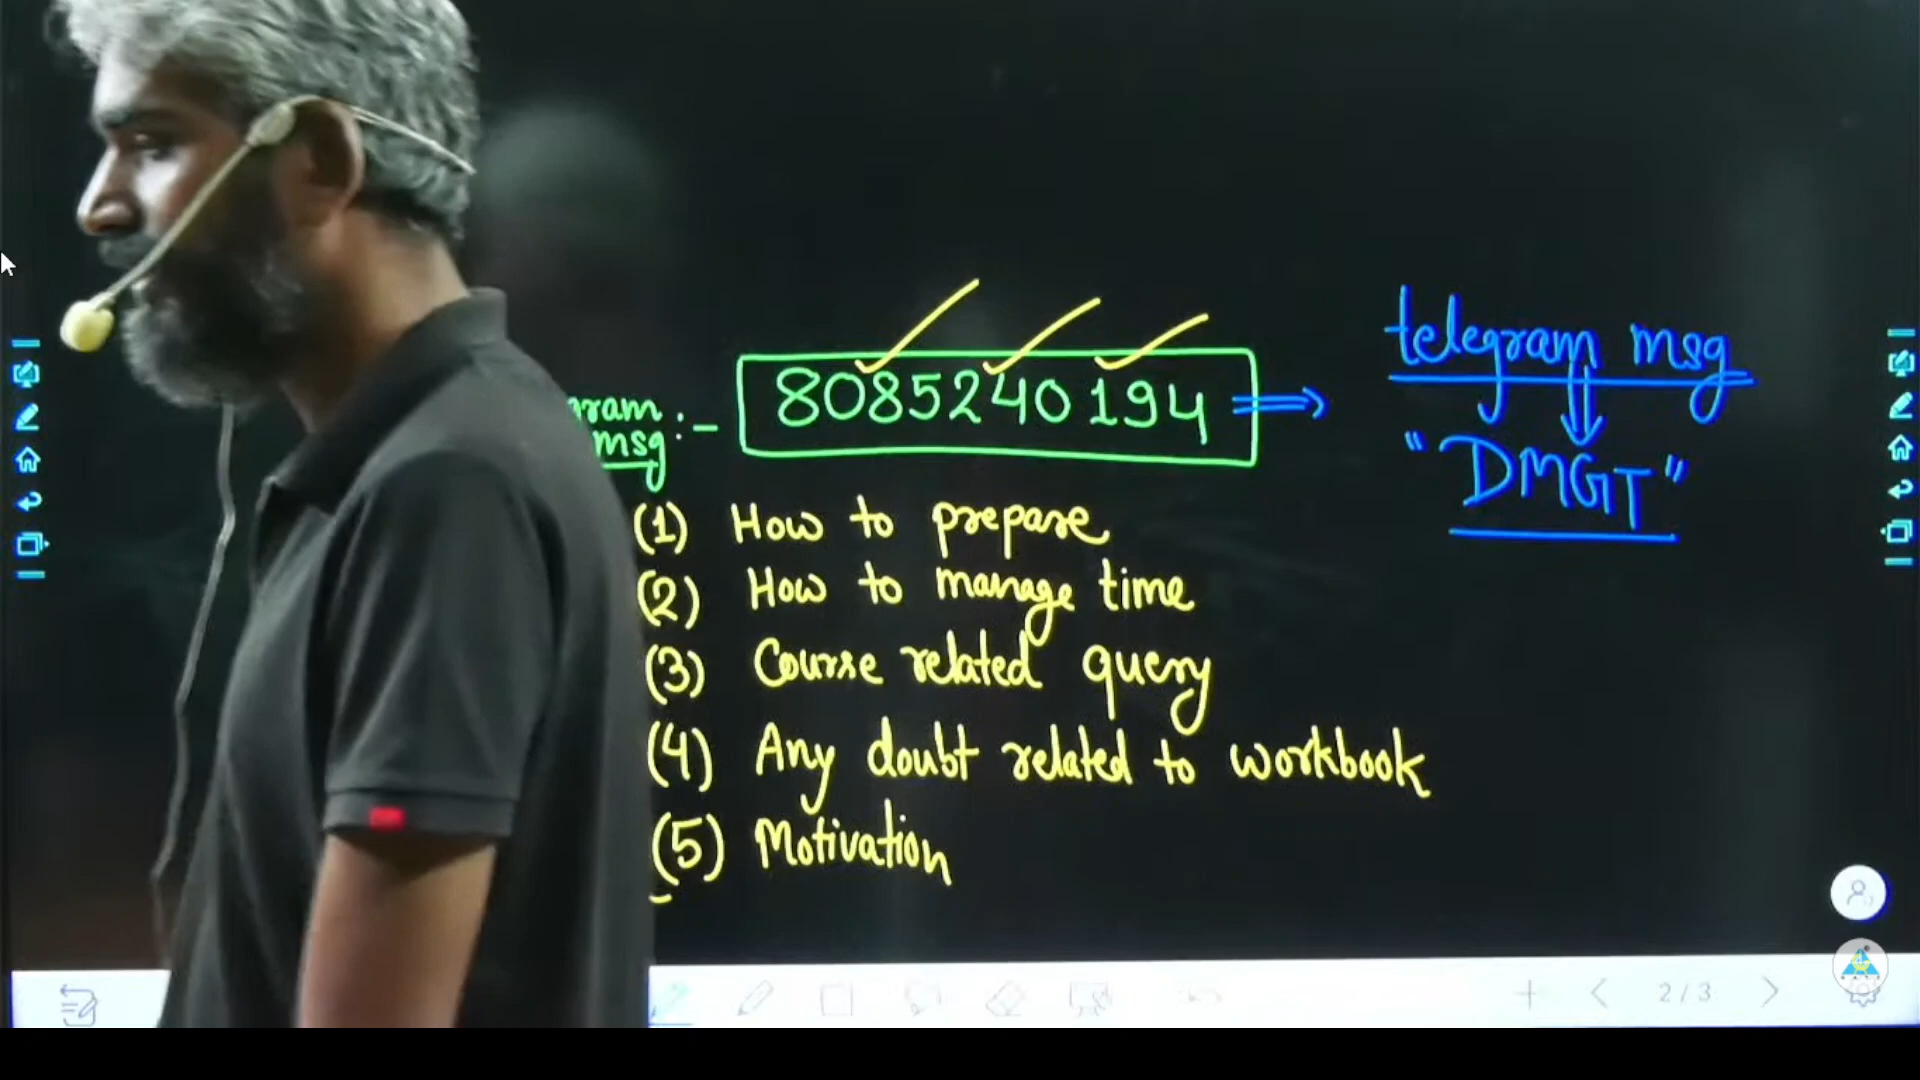 telegram msg
gram msg :- 8085240194 ⇒
"DMGT"
(1) How to prepare
(2) How to manage time
(3) Course related query
(4) Any doubt related to workbook
(5) Motivation
2 / 3